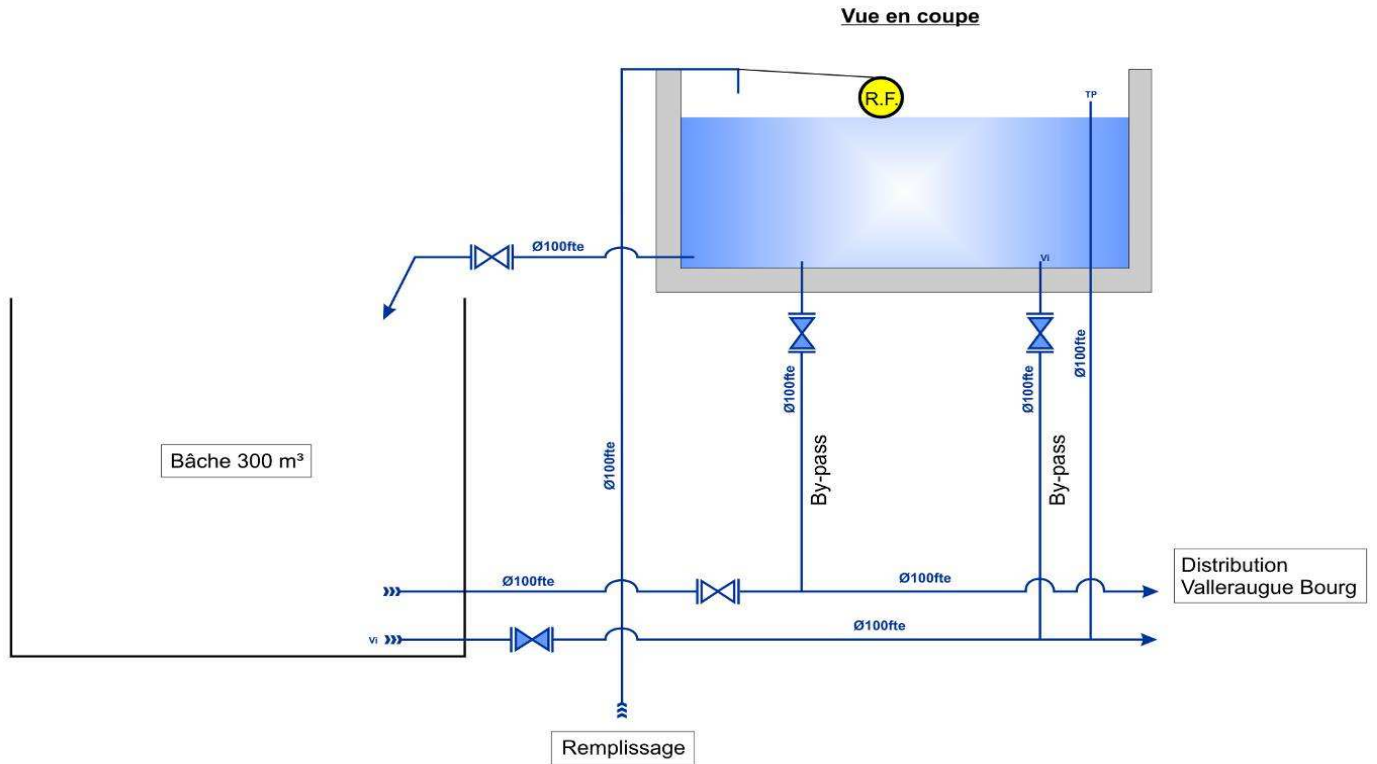 Vue en coupe
R.F.
TP
Ø100fte
Vi
Ø100fte
Ø100fte
Ø100fte
Ø100fte
By-pass
By-pass
Bâche 300 m³
Ø100fte
Ø100fte
Distribution
Valleraugue Bourg
Vi
Ø100fte
Remplissage